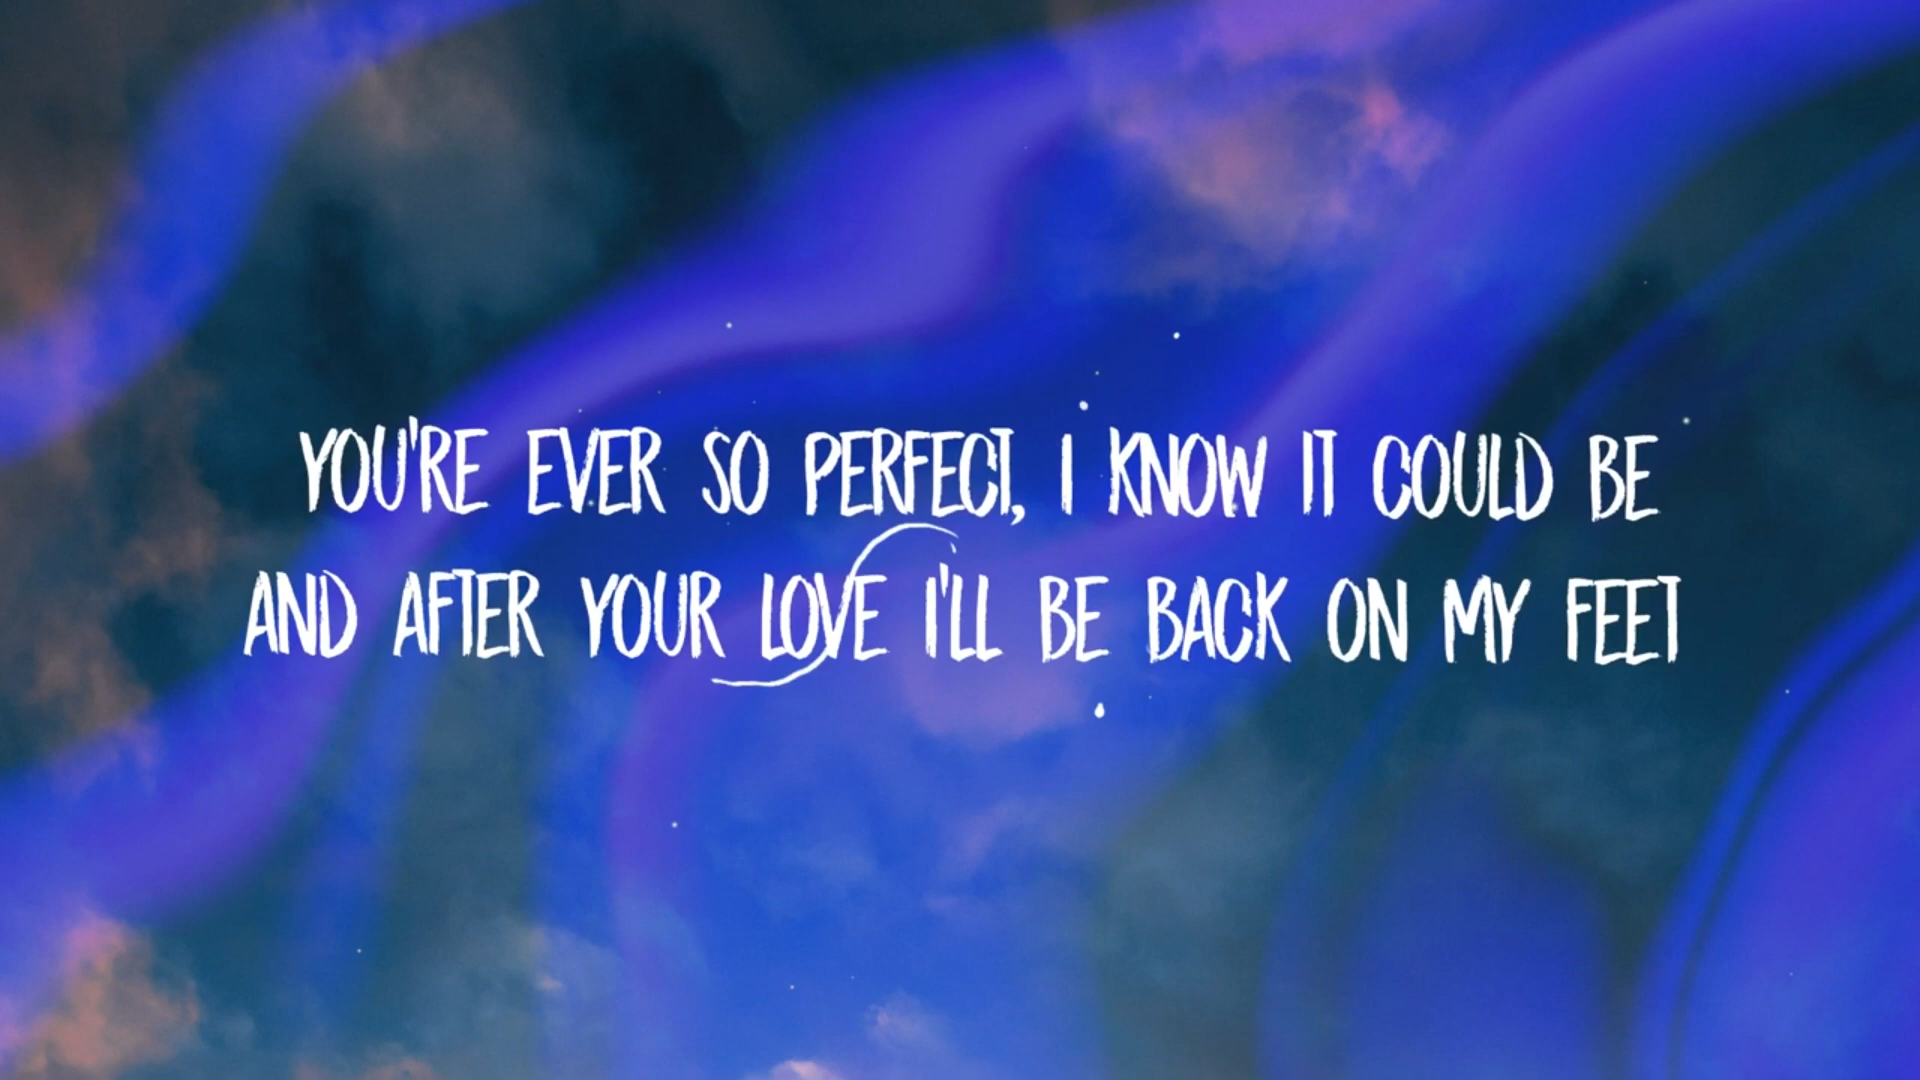 YOU'RE EVER SO PERFECT, I KNOW IT COULD BE
AND AFTER YOUR LOVE I'LL BE BACK ON MY FEET